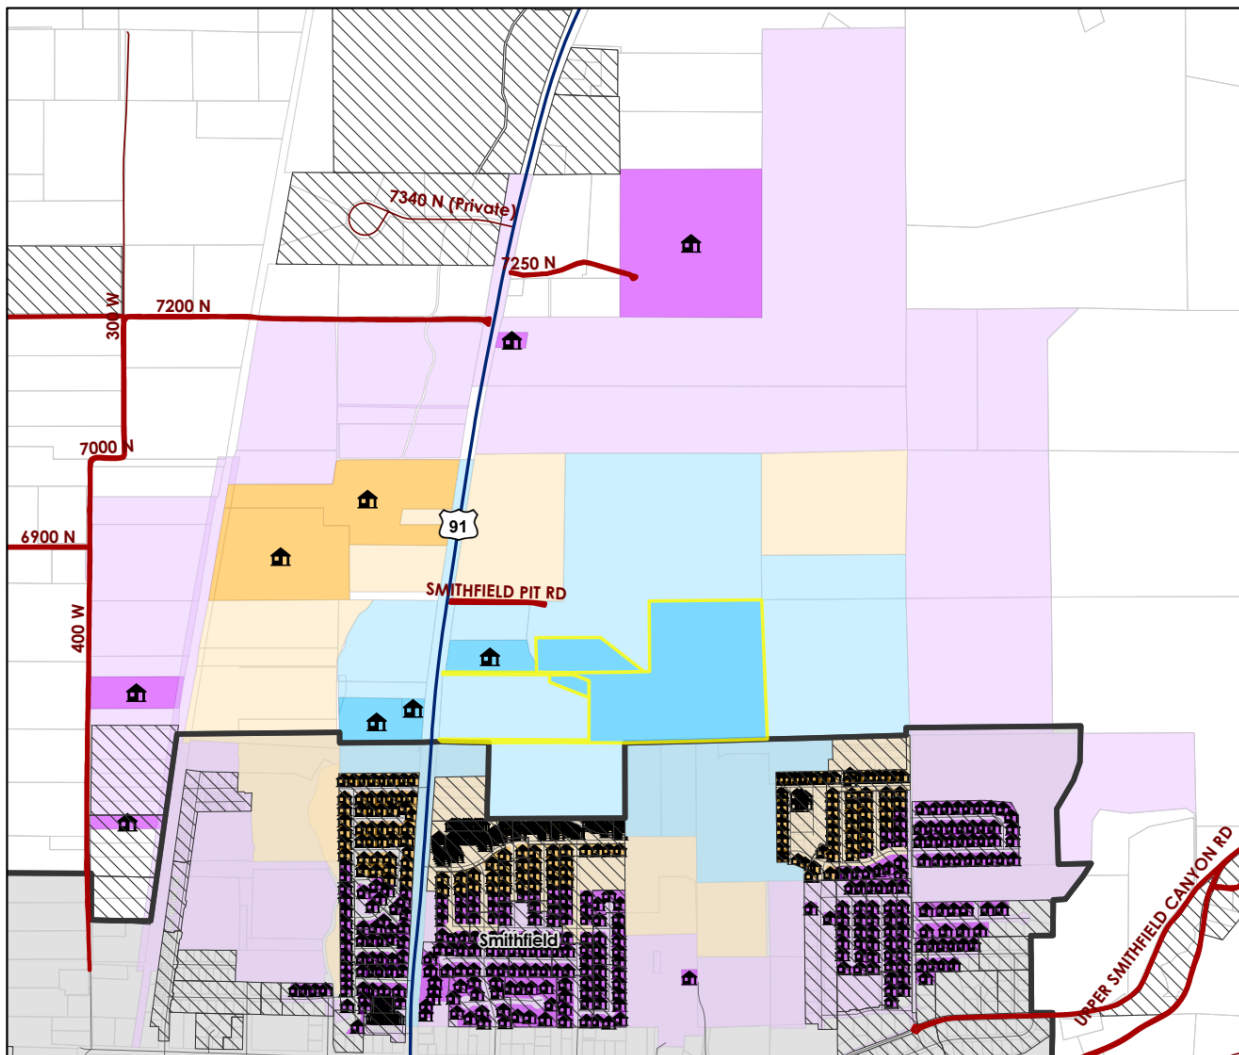 7340 N (Private)
7250 N
300 W
7200 N
7000 N
91
6900 N
SMITHFIELD PIT RD
400 W
UPPER SMITHFIELD CANYON RD
Smithfield